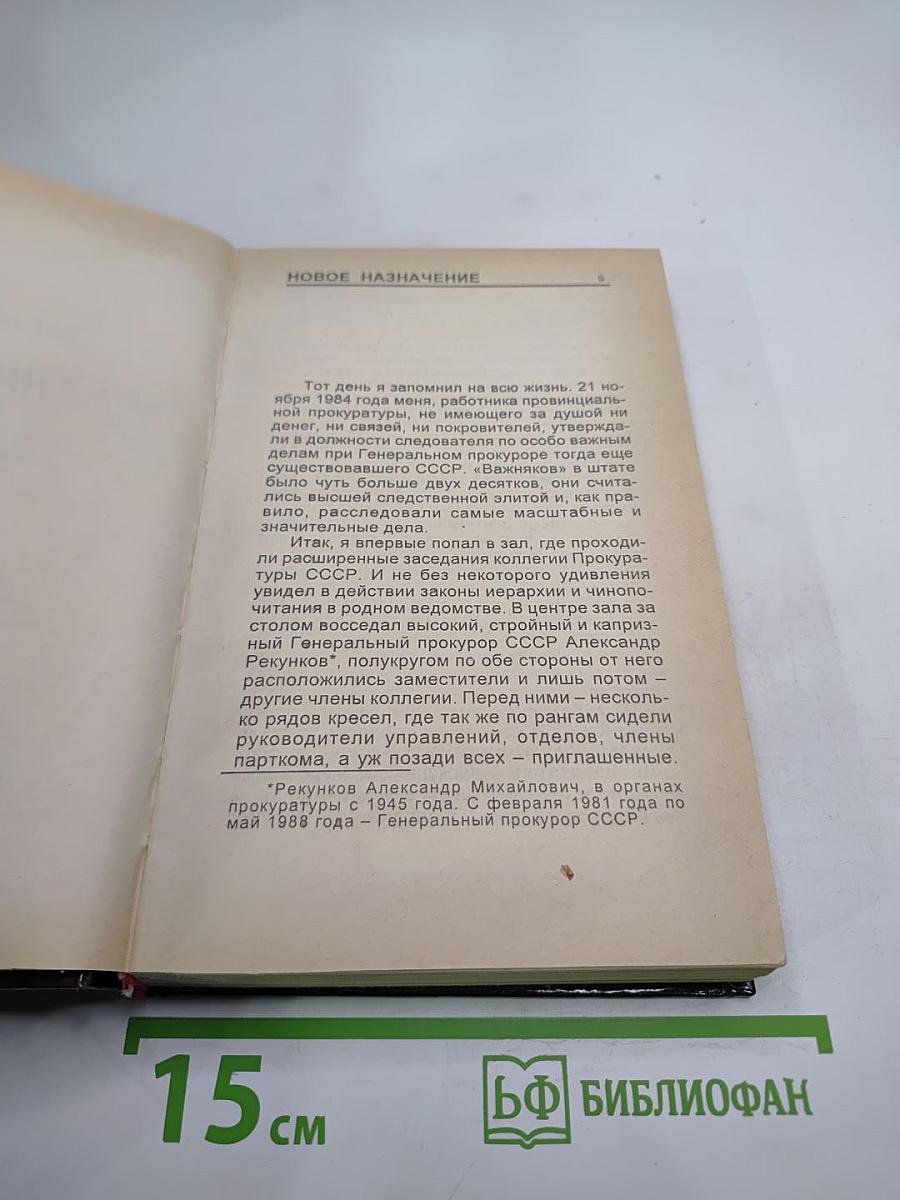 НОВОЕ НАЗНАЧЕНИЕ 5
Тот день я запомнил на всю жизнь. 21 но-
ября 1984 года меня, работника провинциаль-
ной прокуратуры, не имеющего за душой ни
денег, ни связей, ни покровителей, утвержда-
ли в должности следователя по особо важным
делам при Генеральном прокуроре тогда еще
существовавшего СССР. «Важняков» в штате
было чуть больше двух десятков, они счита-
лись высшей следственной элитой и, как пра-
вило, расследовали самые масштабные и
значительные дела.
Итак, я впервые попал в зал, где проходи-
ли расширенные заседания коллегии Прокура-
туры СССР. И не без некоторого удивления
увидел в действии законы иерархии и чинопо-
читания в родном ведомстве. В центре зала за
столом восседал высокий, стройный и каприз-
ный Генеральный прокурор СССР Александр
Рекунков*, полукругом по обе стороны от него
расположились заместители и лишь потом –
другие члены коллегии. Перед ними – несколь-
ко рядов кресел, где так же по рангам сидели
руководители управлений, отделов, члены
парткома, а уж позади всех – приглашенные.
*Рекунков Александр Михайлович, в органах
прокуратуры с 1945 года. С февраля 1981 года по
май 1988 года – Генеральный прокурор СССР.
15 см
БФ БИБЛИОФАН